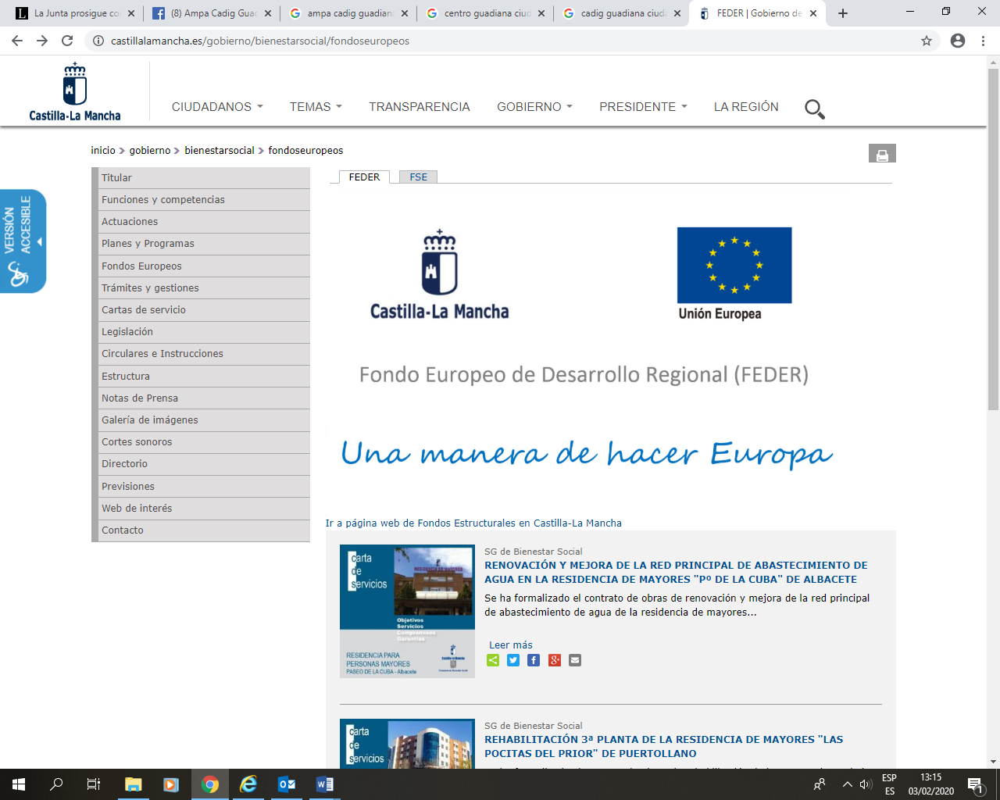 La Junta prosigue co
(8) Ampa Cadig Gua
ampa cadig guadiana
centro guadiana ciud
cadig guadiana ciuda
FEDER | Gobierno de
castillalamancha.es/gobierno/bienestarsocial/fondoseuropeos
Castilla-La Mancha
CIUDADANOS
TEMAS
TRANSPARENCIA
GOBIERNO
PRESIDENTE
LA REGIÓN
inicio > gobierno > bienestarsocial > fondoseuropeos
VERSIÓN
ACCESIBLE
Titular
Funciones y competencias
Actuaciones
Planes y Programas
Fondos Europeos
Trámites y gestiones
Cartas de servicio
Legislación
Circulares e Instrucciones
Estructura
Notas de Prensa
Galería de imágenes
Cortes sonoros
Directorio
Previsiones
Web de interés
Contacto
FEDER
FSE
Castilla-La Mancha
Unión Europea
Fondo Europeo de Desarrollo Regional (FEDER)
Una manera de hacer Europa
Ir a página web de Fondos Estructurales en Castilla-La Mancha
carta
de
servicios
RESIDENCIA DE MAYORES
Objetivos
Servicios
Compromisos
Garantías
RESIDENCIA PARA
PERSONAS MAYORES
PASEO DE LA CUBA - Albacete
Castilla-La Mancha
SG de Bienestar Social
RENOVACIÓN Y MEJORA DE LA RED PRINCIPAL DE ABASTECIMIENTO DE
AGUA EN LA RESIDENCIA DE MAYORES "Pº DE LA CUBA" DE ALBACETE
Se ha formalizado el contrato de obras de renovación y mejora de la red principal
de abastecimiento de agua de la residencia de mayores...
Leer más
carta
de
servicios
SG de Bienestar Social
REHABILITACIÓN 3ª PLANTA DE LA RESIDENCIA DE MAYORES "LAS
POCITAS DEL PRIOR" DE PUERTOLLANO
ESP
ES
13:15
03/02/2020
1